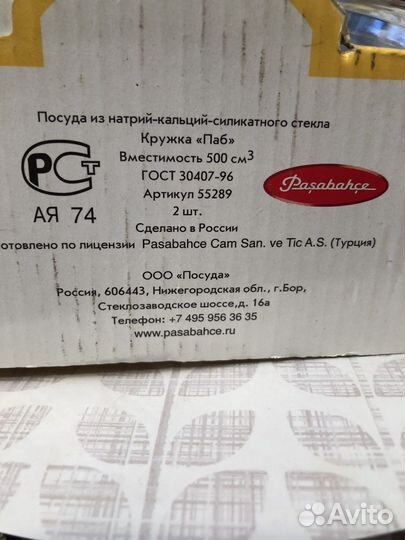 Посуда из натрий-кальций-силикатного стекла
Кружка «Паб»
Вместимость 500 см³
ГОСТ 30407-96
Артикул 55289
2 шт.
Сделано в России
РСТ
АЯ 74
Paşabahçe
отовлено по лицензии Pasabahce Cam San. ve Tic A.S. (Турция)
ООО «Посуда»
Россия, 606443, Нижегородская обл., г.Бор,
Стеклозаводское шоссе,д. 16а
Телефон: +7 495 956 36 35
www.pasabahce.ru
Avito